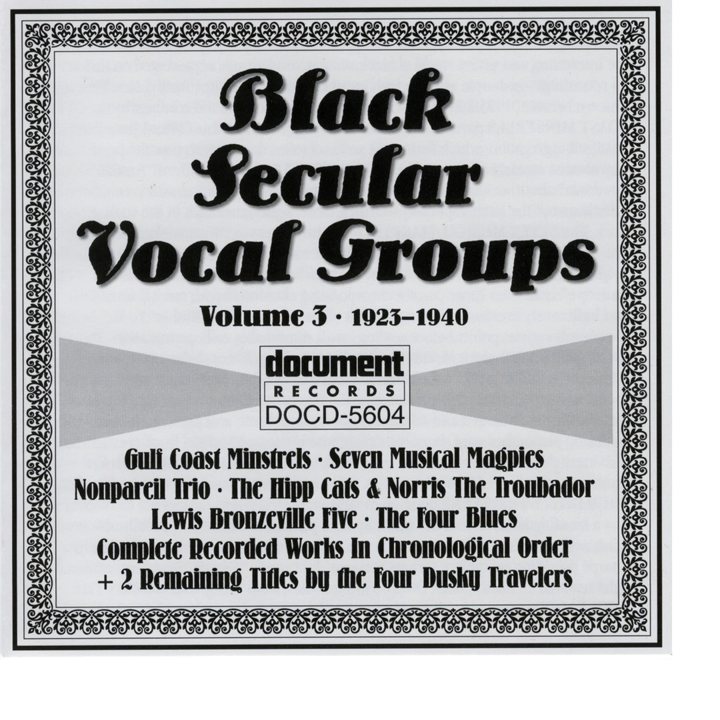 Black
Secular
Vocal Groups
Volume 3 · 1923–1940
document
RECORDS
DOCD-5604
Gulf Coast Minstrels · Seven Musical Magpies
Nonpareil Trio · The Hipp Cats & Norris The Troubador
Lewis Bronzeville Five · The Four Blues
Complete Recorded Works In Chronological Order
+ 2 Remaining Titles by the Four Dusky Travelers